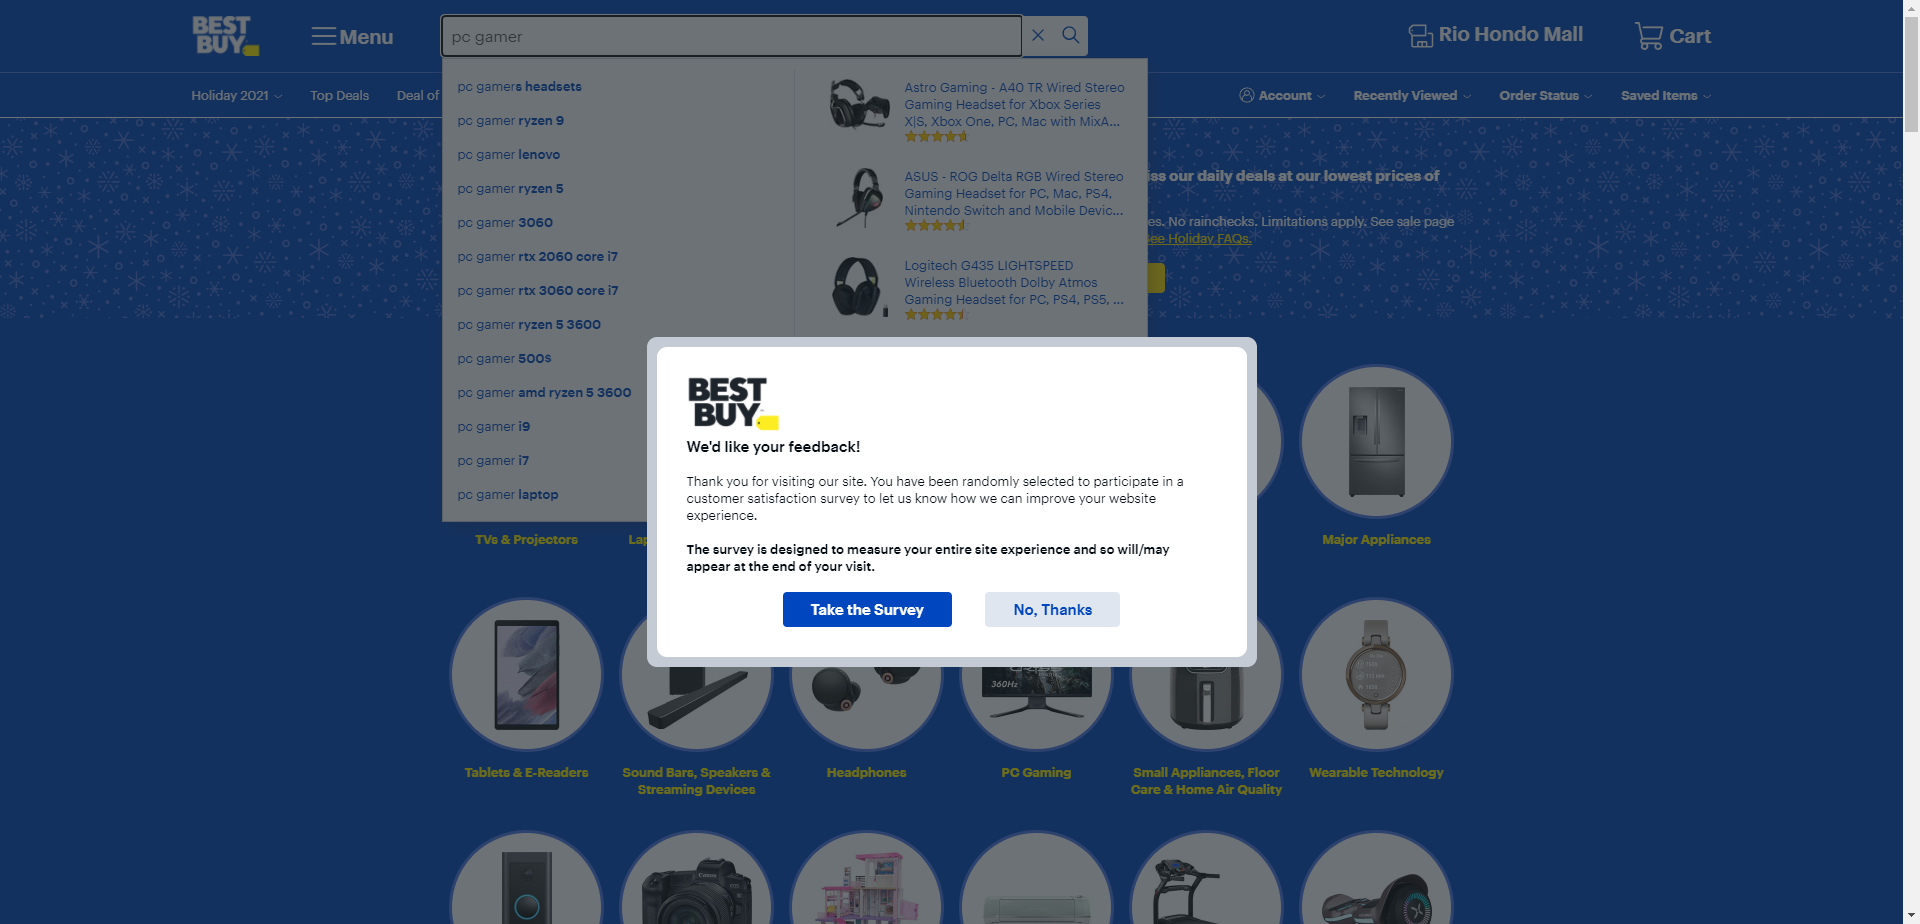 BEST
BUY
Menu
pc gamer
Rio Hondo Mall
Cart
Holiday 2021
Top Deals
Deal of
Account
Recently Viewed
Order Status
Saved Items
pc gamers headsets
pc gamer ryzen 9
pc gamer lenovo
pc gamer ryzen 5
pc gamer 3060
pc gamer rtx 2060 core i7
pc gamer rtx 3060 core i7
pc gamer ryzen 5 3600
pc gamer 500s
pc gamer amd ryzen 5 3600
pc gamer i9
pc gamer i7
pc gamer laptop
Astro Gaming - A40 TR Wired Stereo
Gaming Headset for Xbox Series
X|S, Xbox One, PC, Mac with MixA...
ASUS - ROG Delta RGB Wired Stereo
Gaming Headset for PC, Mac, PS4,
Nintendo Switch and Mobile Devic...
Logitech G435 LIGHTSPEED
Wireless Bluetooth Dolby Atmos
Gaming Headset for PC, PS4, PS5, ...
iss our daily deals at our lowest prices of
es. No rainchecks. Limitations apply. See sale page
See Holiday FAQs.
BEST
BUY
We'd like your feedback!
Thank you for visiting our site. You have been randomly selected to participate in a
customer satisfaction survey to let us know how we can improve your website
experience.
The survey is designed to measure your entire site experience and so will/may
appear at the end of your visit.
Take the Survey
No, Thanks
TVs & Projectors
Lap
Major Appliances
360Hz
Tablets & E-Readers
Sound Bars, Speakers &
Streaming Devices
Headphones
PC Gaming
Small Appliances, Floor
Care & Home Air Quality
Wearable Technology
Canon